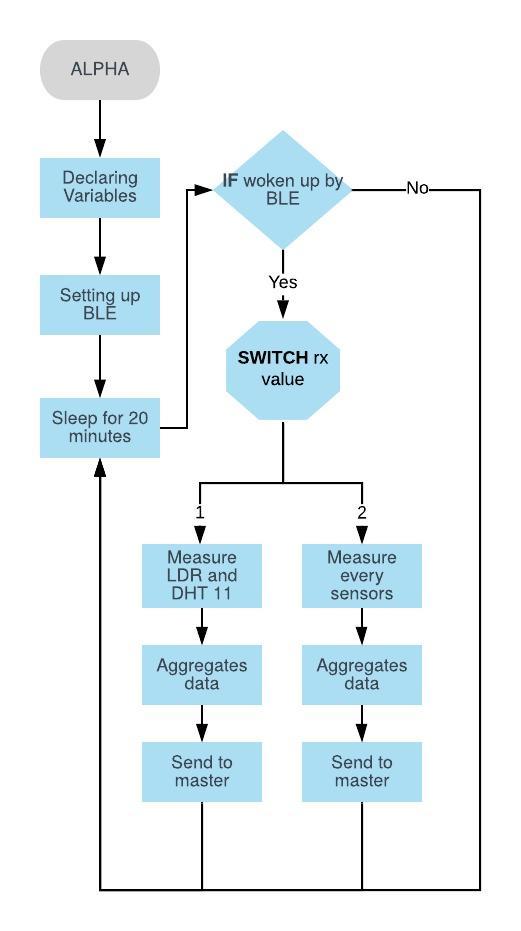 ALPHA
Declaring
Variables
Setting up
BLE
Sleep for 20
minutes
IF woken up by
BLE
No
Yes
SWITCH rx
value
1
2
Measure
LDR and
DHT 11
Measure
every
sensors
Aggregates
data
Aggregates
data
Send to
master
Send to
master